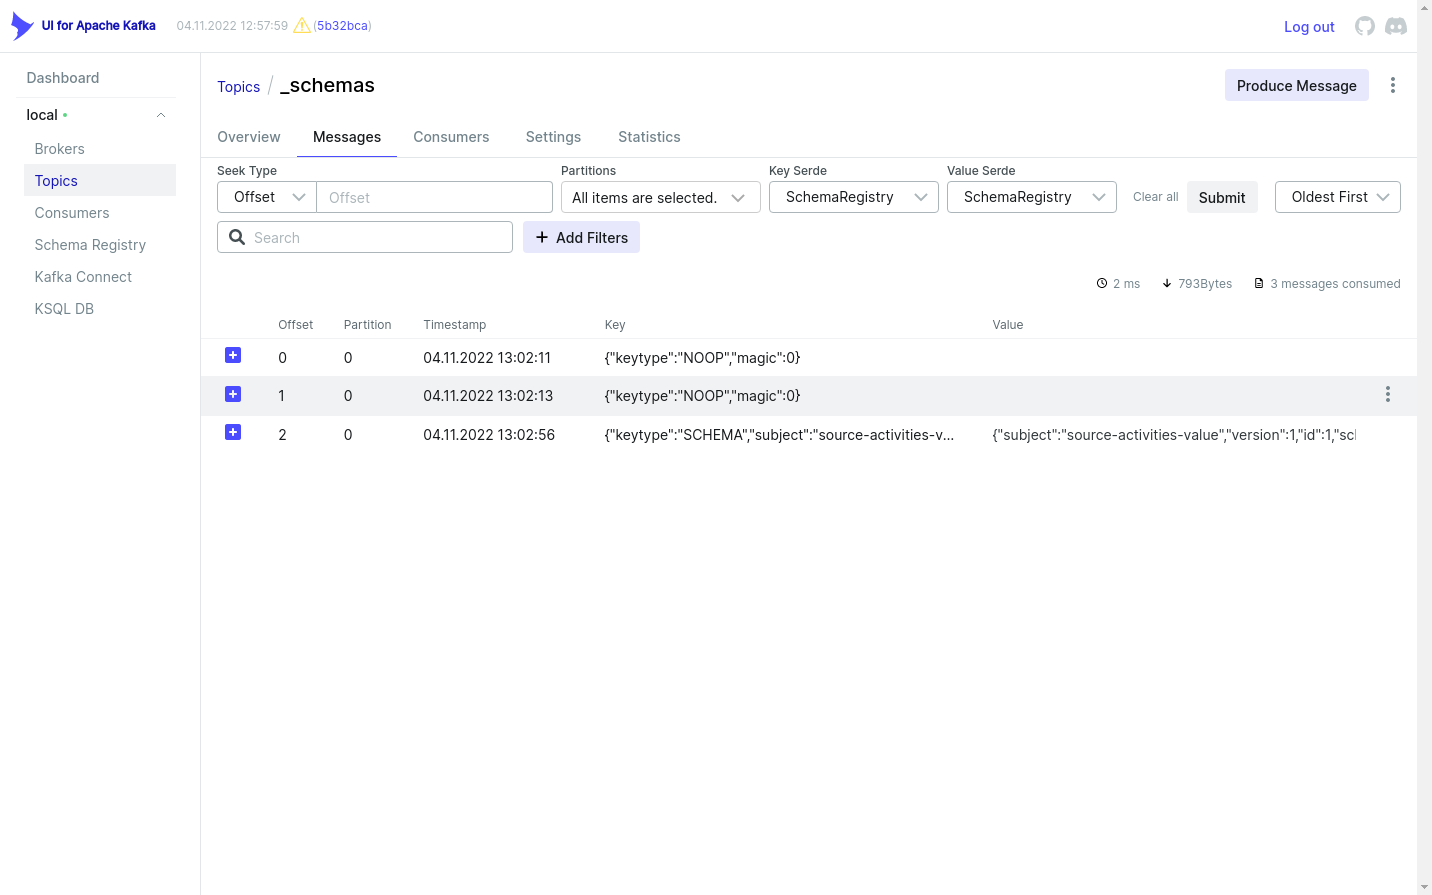 UI for Apache Kafka 04.11.2022 12:57:59 (5b32bca) Log out
Dashboard
local
Brokers
Topics
Consumers
Schema Registry
Kafka Connect
KSQL DB
Topics / _schemas Produce Message
Overview Messages Consumers Settings Statistics
Seek Type Partitions Key Serde Value Serde
Offset Offset All items are selected. SchemaRegistry SchemaRegistry Clear all Submit Oldest First
Search Add Filters
2 ms 793Bytes 3 messages consumed
Offset Partition Timestamp Key Value
0 0 04.11.2022 13:02:11 {"keytype":"NOOP","magic":0}
1 0 04.11.2022 13:02:13 {"keytype":"NOOP","magic":0}
2 0 04.11.2022 13:02:56 {"keytype":"SCHEMA","subject":"source-activities-v... {"subject":"source-activities-value","version":1,"id":1,"scl